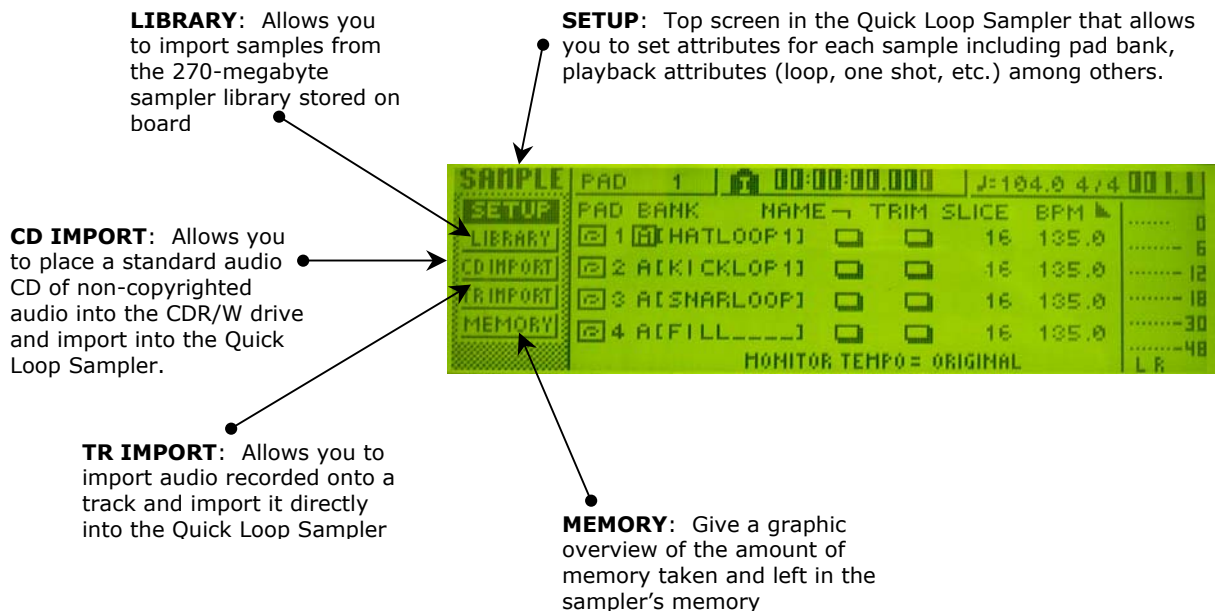 LIBRARY:  Allows you
to import samples from
the 270-megabyte
sampler library stored on
board
SETUP:  Top screen in the Quick Loop Sampler that allows
you to set attributes for each sample including pad bank,
playback attributes (loop, one shot, etc.) among others.
CD IMPORT:  Allows you
to place a standard audio
CD of non-copyrighted
audio into the CDR/W drive
and import into the Quick
Loop Sampler.
TR IMPORT:  Allows you to
import audio recorded onto a
track and import it directly
into the Quick Loop Sampler
MEMORY:  Give a graphic
overview of the amount of
memory taken and left in the
sampler's memory
SAMPLE PAD 1 00:00:00.000 ♩=104.0 4/4 001.1
SETUP
LIBRARY
CD IMPORT
TR IMPORT
MEMORY
PAD BANK NAME TRIM SLICE BPM
1 A[HATLOOP1] 16 135.0
2 A[KICKLOP1] 16 135.0
3 A[SNARLOOP] 16 135.0
4 A[FILL____] 16 135.0
MONITOR TEMPO = ORIGINAL
0
6
12
18
30
48
L R